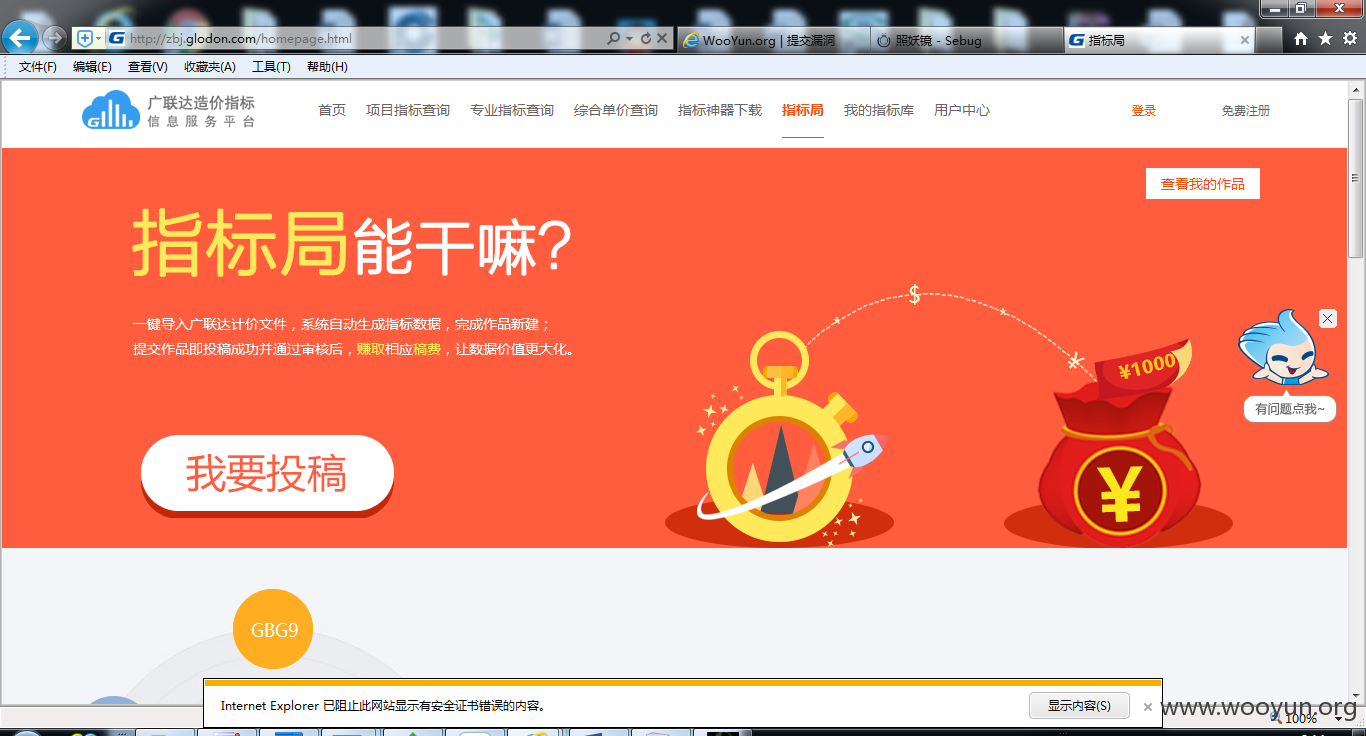 http://zbj.glodon.com/homepage.html
WooYun.org | 提交漏洞
照妖镜 - Sebug
指标局
文件(F) 编辑(E) 查看(V) 收藏夹(A) 工具(T) 帮助(H)
广联达造价指标
信息服务平台
首页 项目指标查询 专业指标查询 综合单价查询 指标神器下载 指标局 我的指标库 用户中心 登录 免费注册
查看我的作品
指标局能干嘛?
一键导入广联达计价文件，系统自动生成指标数据，完成作品新建；
提交作品即投稿成功并通过审核后，赚取相应稿费，让数据价值更大化。
$
¥1000
有问题点我~
我要投稿
¥
GBG9
Internet Explorer 已阻止此网站显示有安全证书错误的内容。
显示内容(S)
www.wooyun.org
100%